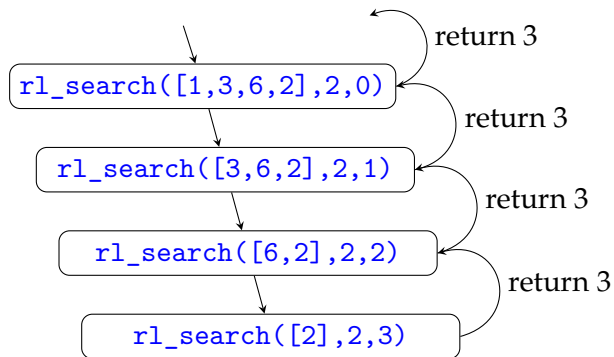 return 3
rl_search([1,3,6,2],2,0)
return 3
rl_search([3,6,2],2,1)
return 3
rl_search([6,2],2,2)
return 3
rl_search([2],2,3)